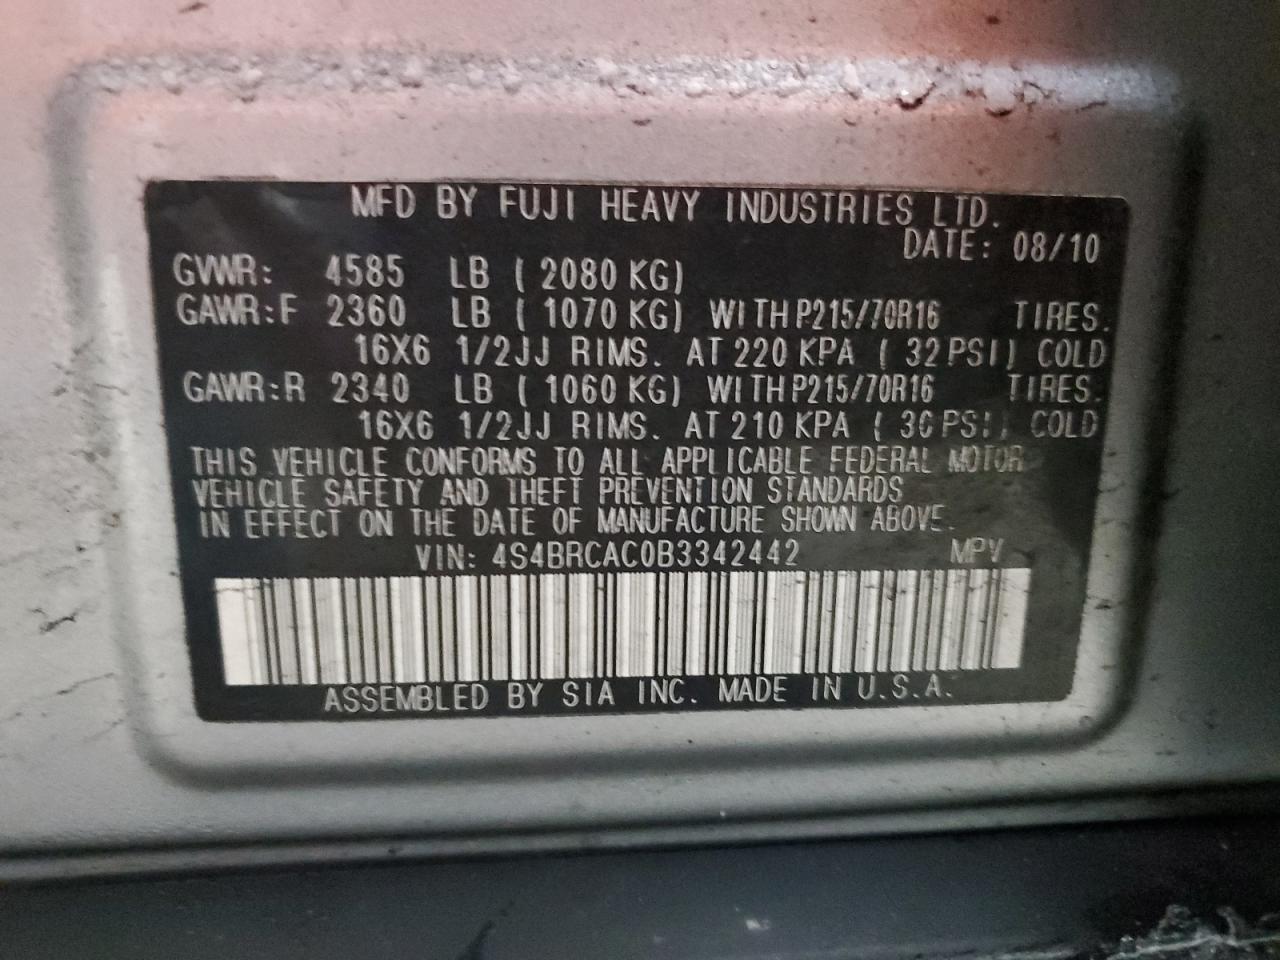 MFD BY FUJI HEAVY INDUSTRIES LTD.
DATE: 08/10
GVWR: 4585 LB ( 2080 KG)
GAWR:F 2360 LB ( 1070 KG) WITH P215/70R16 TIRES.
16X6 1/2JJ RIMS. AT 220 KPA ( 32 PSI) COLD
GAWR:R 2340 LB ( 1060 KG) WITH P215/70R16 TIRES.
16X6 1/2JJ RIMS. AT 210 KPA ( 30 PSI) COLD
THIS VEHICLE CONFORMS TO ALL APPLICABLE FEDERAL MOTOR
VEHICLE SAFETY AND THEFT PREVENTION STANDARDS
IN EFFECT ON THE DATE OF MANUFACTURE SHOWN ABOVE.
VIN: 4S4BRCAC0B3342442 MPV
ASSEMBLED BY SIA INC. MADE IN U.S.A.